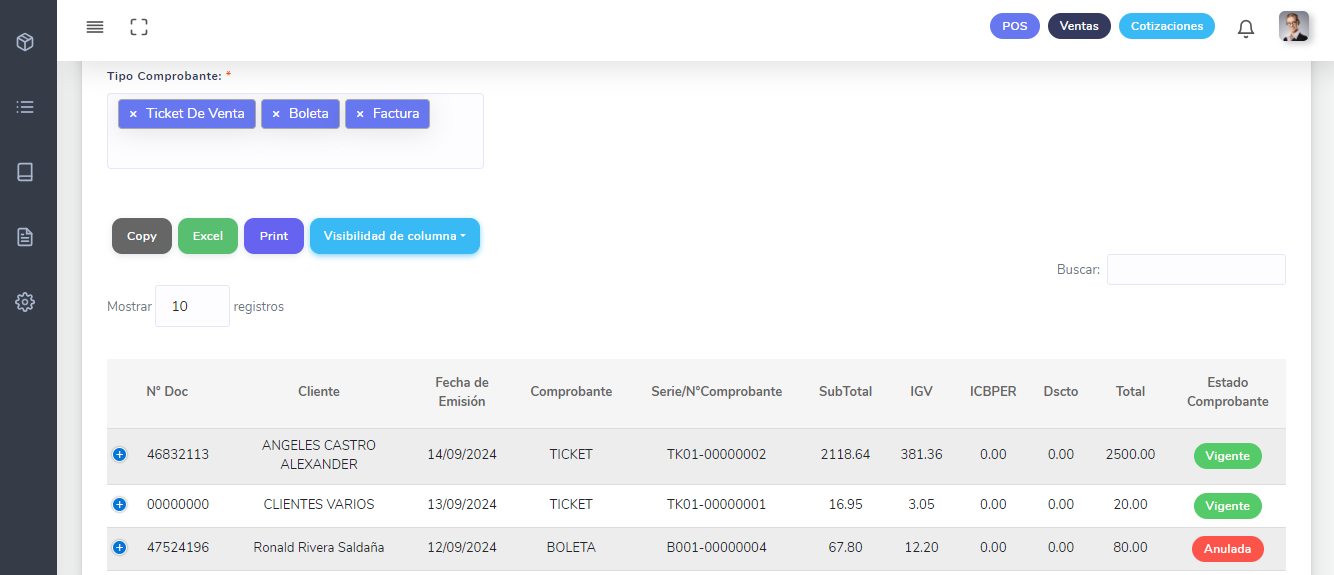 POS Ventas Cotizaciones
Tipo Comprobante: *
× Ticket De Venta × Boleta × Factura
Copy Excel Print Visibilidad de columna
Buscar:
Mostrar 10 registros
N° Doc Cliente Fecha de Emisión Comprobante Serie/N°Comprobante SubTotal IGV ICBPER Dscto Total Estado Comprobante
46832113 ANGELES CASTRO ALEXANDER 14/09/2024 TICKET TK01-00000002 2118.64 381.36 0.00 0.00 2500.00 Vigente
00000000 CLIENTES VARIOS 13/09/2024 TICKET TK01-00000001 16.95 3.05 0.00 0.00 20.00 Vigente
47524196 Ronald Rivera Saldaña 12/09/2024 BOLETA B001-00000004 67.80 12.20 0.00 0.00 80.00 Anulada